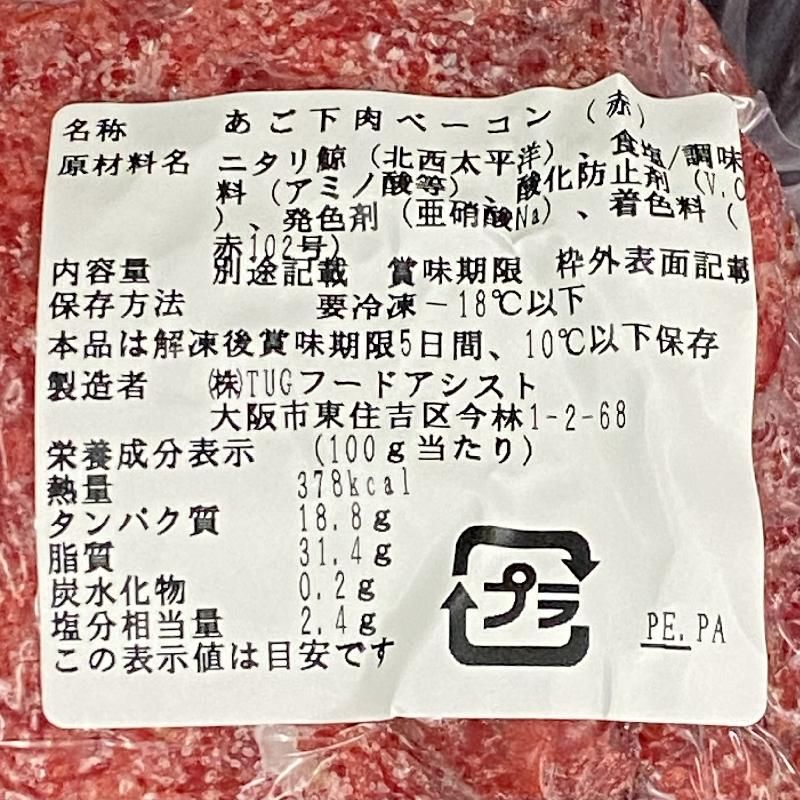 名称 あご下肉ベーコン (赤)
原材料名 ニタリ鯨 (北西太平洋)、食塩/調味
料 (アミノ酸等)、酸化防止剤 (V.C
)、発色剤 (亜硝酸Na)、着色料 (
赤102号)
内容量 別途記載 賞味期限 枠外表面記載
保存方法 要冷凍-18℃以下
本品は解凍後賞味期限5日間、10℃以下保存
製造者 ㈱TUGフードアシスト
大阪市東住吉区今林1-2-68
栄養成分表示 (100g当たり)
熱量 378kcal
タンパク質 18.8g
脂質 31.4g
炭水化物 0.2g
塩分相当量 2.4g
この表示値は目安です
プラ
PE.PA